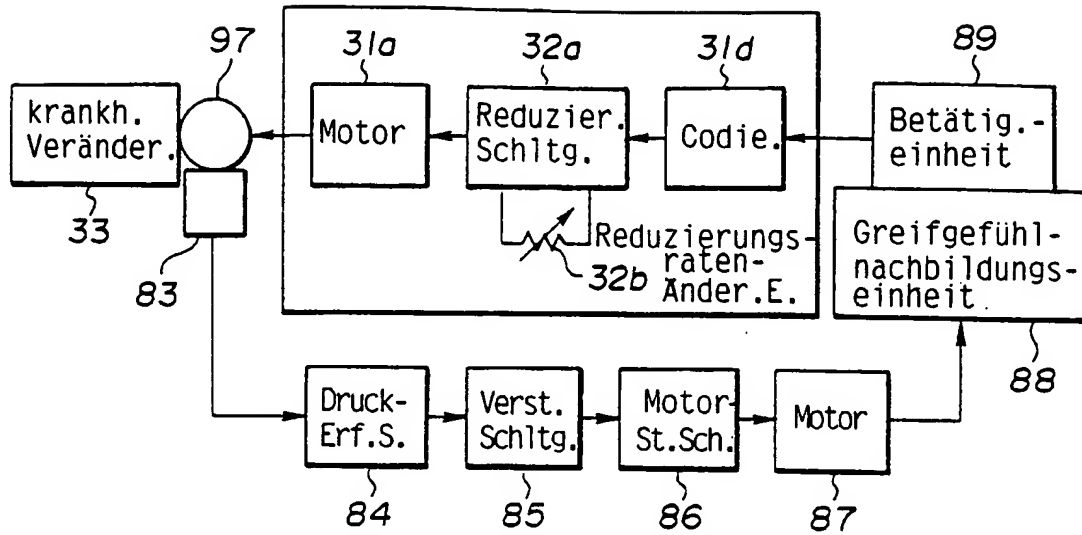 97
31a
32a
31d
89
krankh.
Veränder.
Motor
Reduzier.
Schltg.
Codie.
Betätig.-
einheit
33
83
32b
Reduzierungs-
raten-
Änder.E.
Greifgefühl-
nachbildungs-
einheit
88
Druck-
Erf.S.
Verst.
Schltg.
Motor-
St.Sch.
Motor
84
85
86
87